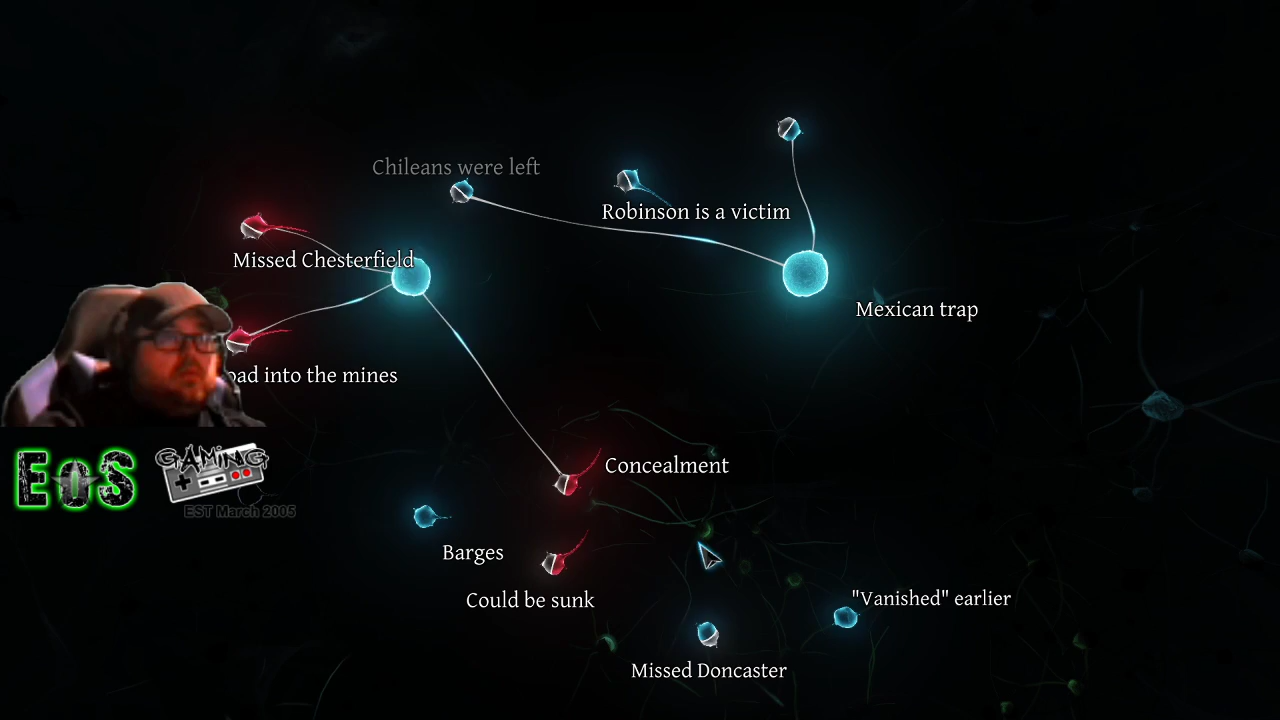 Chileans were left
Robinson is a victim
Missed Chesterfield
Mexican trap
oad into the mines
Concealment
Barges
Could be sunk
"Vanished" earlier
Missed Doncaster
EoS
GAMiNG
EST March 2005